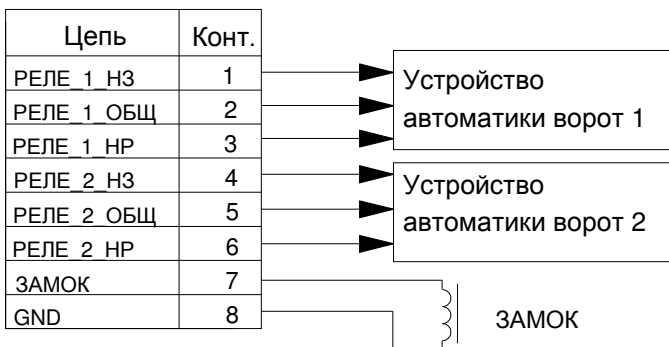 Цепь Конт.
РЕЛЕ_1_НЗ 1
РЕЛЕ_1_ОБЩ 2
РЕЛЕ_1_НР 3
РЕЛЕ_2_НЗ 4
РЕЛЕ_2_ОБЩ 5
РЕЛЕ_2_НР 6
ЗАМОК 7
GND 8
Устройство
автоматики ворот 1
Устройство
автоматики ворот 2
ЗАМОК